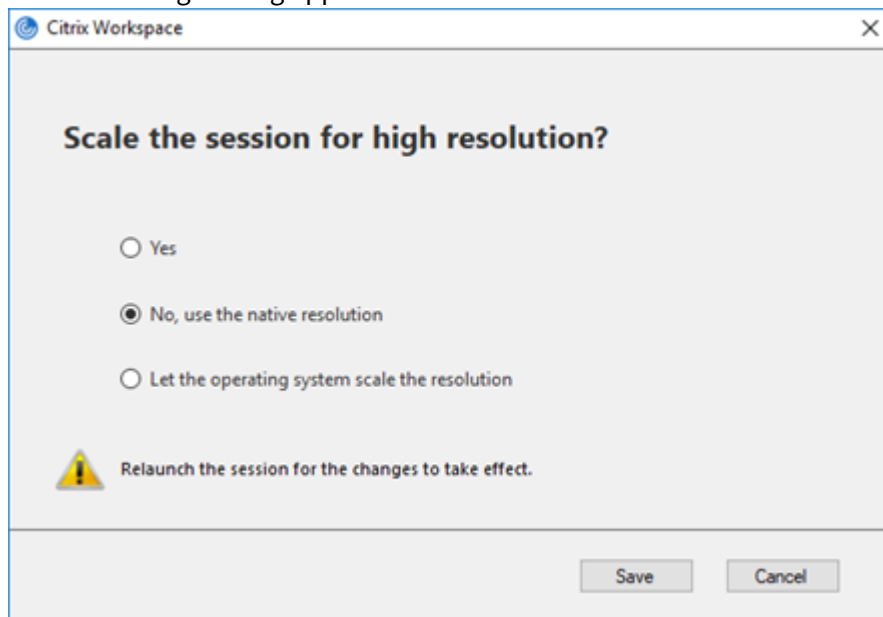 Citrix Workspace
Scale the session for high resolution?
Yes
No, use the native resolution
Let the operating system scale the resolution
Relaunch the session for the changes to take effect.
Save
Cancel